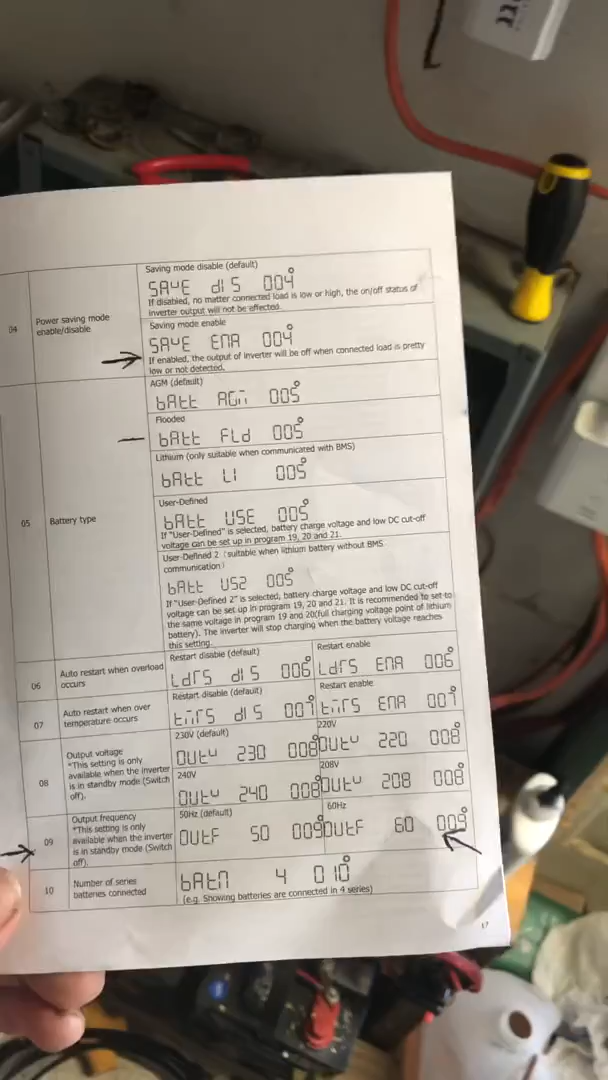 Saving mode disable (default)
SAVE dIS 004
If disabled, no matter connected load is low or high, the on/off status of
inverter output will not be effected.
04
Power saving mode
enable/disable
Saving mode enable
SAVE ENA 004
If enabled, the output of inverter will be off when connected load is pretty
low or not detected.
AGM (default)
bAtt AGn 005
Flooded
bAtt FLd 005
Lithium (only suitable when communicated with BMS)
bAtt LI 005
05
Battery type
User-Defined
bAtt USE 005
If "User-Defined" is selected, battery charge voltage and low DC cut-off
voltage can be set up in program 19, 20 and 21.
User-Defined 2 (suitable when lithium battery without BMS
communication)
bAtt US2 005
If "User-Defined 2" is selected, battery charge voltage and low DC cut-off
voltage can be set up in program 19, 20 and 21. It is recommended to set to
the same voltage in program 19 and 20(full charging voltage point of lithium
battery). The inverter will stop charging when the battery voltage reaches
this setting.
06
Auto restart when overload
occurs
Restart disable (default)
LdrS dIS 006
Restart enable
LdrS ENA 006
07
Auto restart when over
temperature occurs
Restart disable (default)
tnrS dIS 007
Restart enable
tnrS ENA 007
08
Output voltage
*This setting is only
available when the inverter
is in standby mode (Switch
off).
230V (default)
OUtV 230 008
220V
OUtV 220 008
240V
OUtV 240 008
208V
OUtV 208 008
09
Output frequency
*This setting is only
available when the inverter
is in standby mode (Switch
off).
50Hz (default)
OUtF 50 009
60Hz
OUtF 60 009
10
Number of series
batteries connected
bAtN 4 010
(e.g. Showing batteries are connected in 4 series)
17